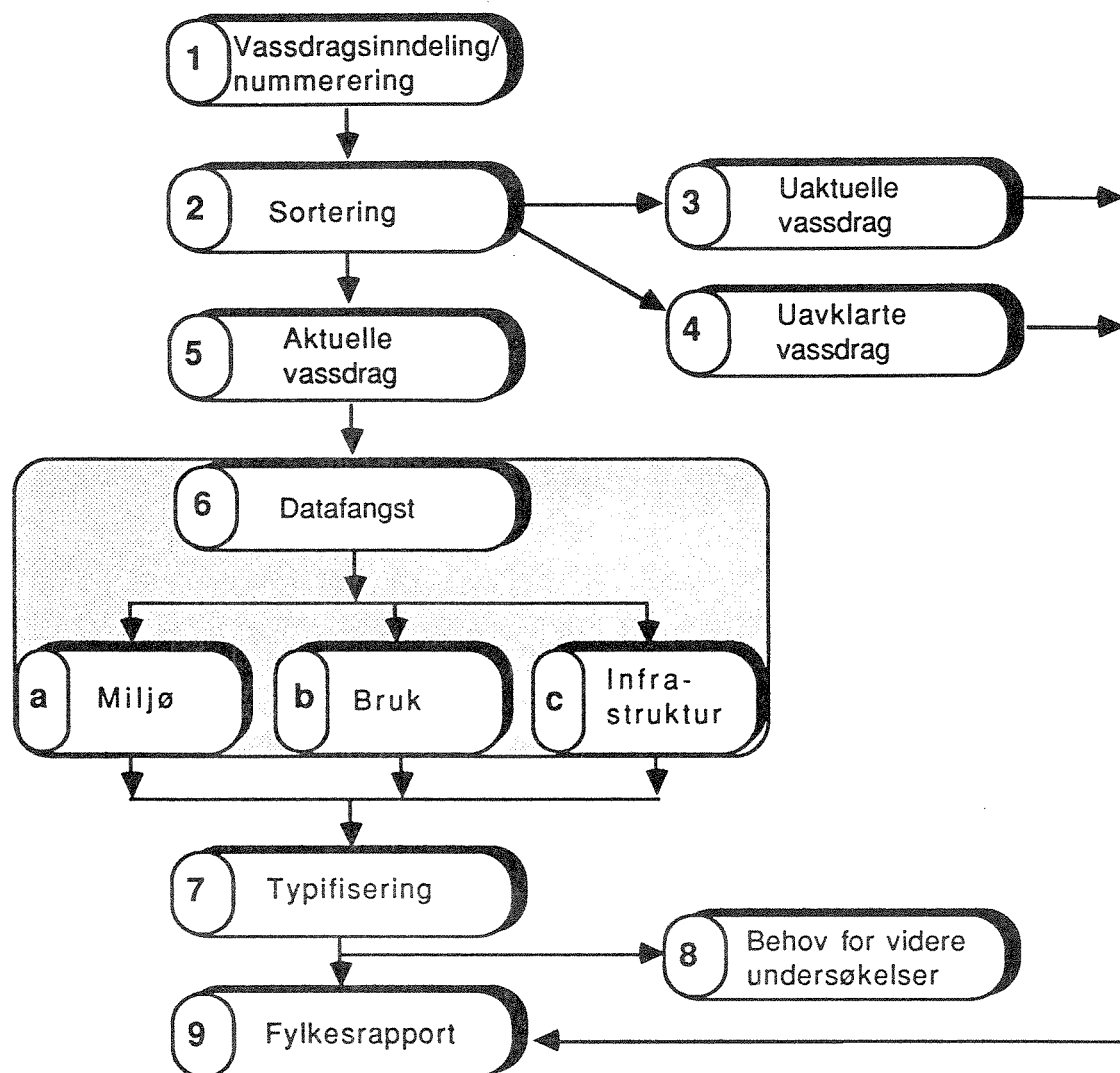 1
Vassdragsinndeling/
nummerering
2
Sortering
3
Uaktuelle
vassdrag
4
Uavklarte
vassdrag
5
Aktuelle
vassdrag
6
Datafangst
a
Miljø
b
Bruk
c
Infra-
struktur
7
Typifisering
8
Behov for videre
undersøkelser
9
Fylkesrapport